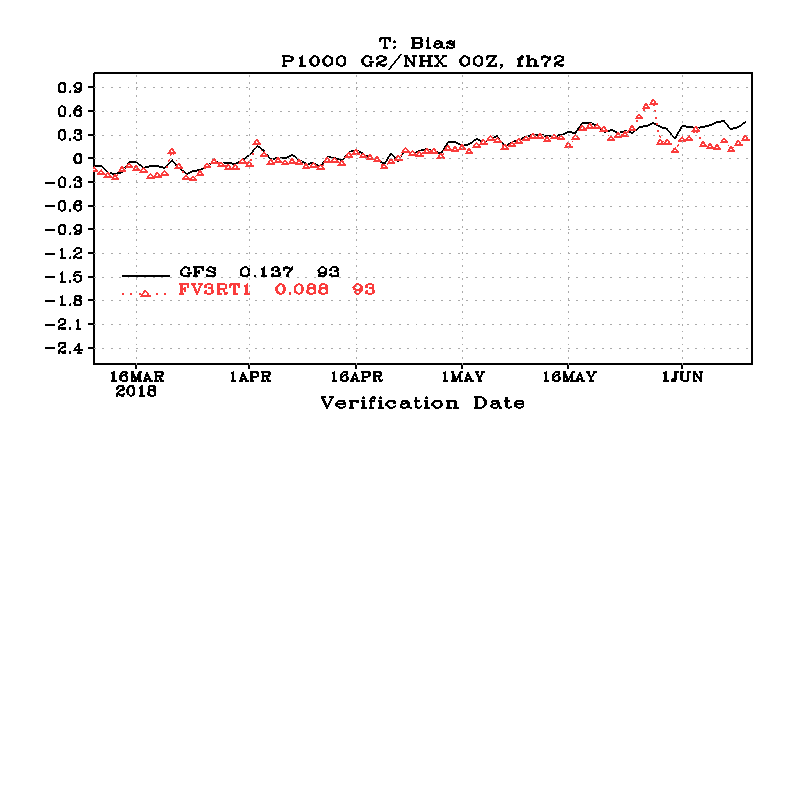 T: Bias
P1000 G2/NHX 00Z, fh72
0.9
0.6
0.3
0
-0.3
-0.6
-0.9
-1.2
-1.5
-1.8
-2.1
-2.4
GFS 0.137 93
FV3RT1 0.088 93
16MAR 1APR 16APR 1MAY 16MAY 1JUN
2018
Verification Date